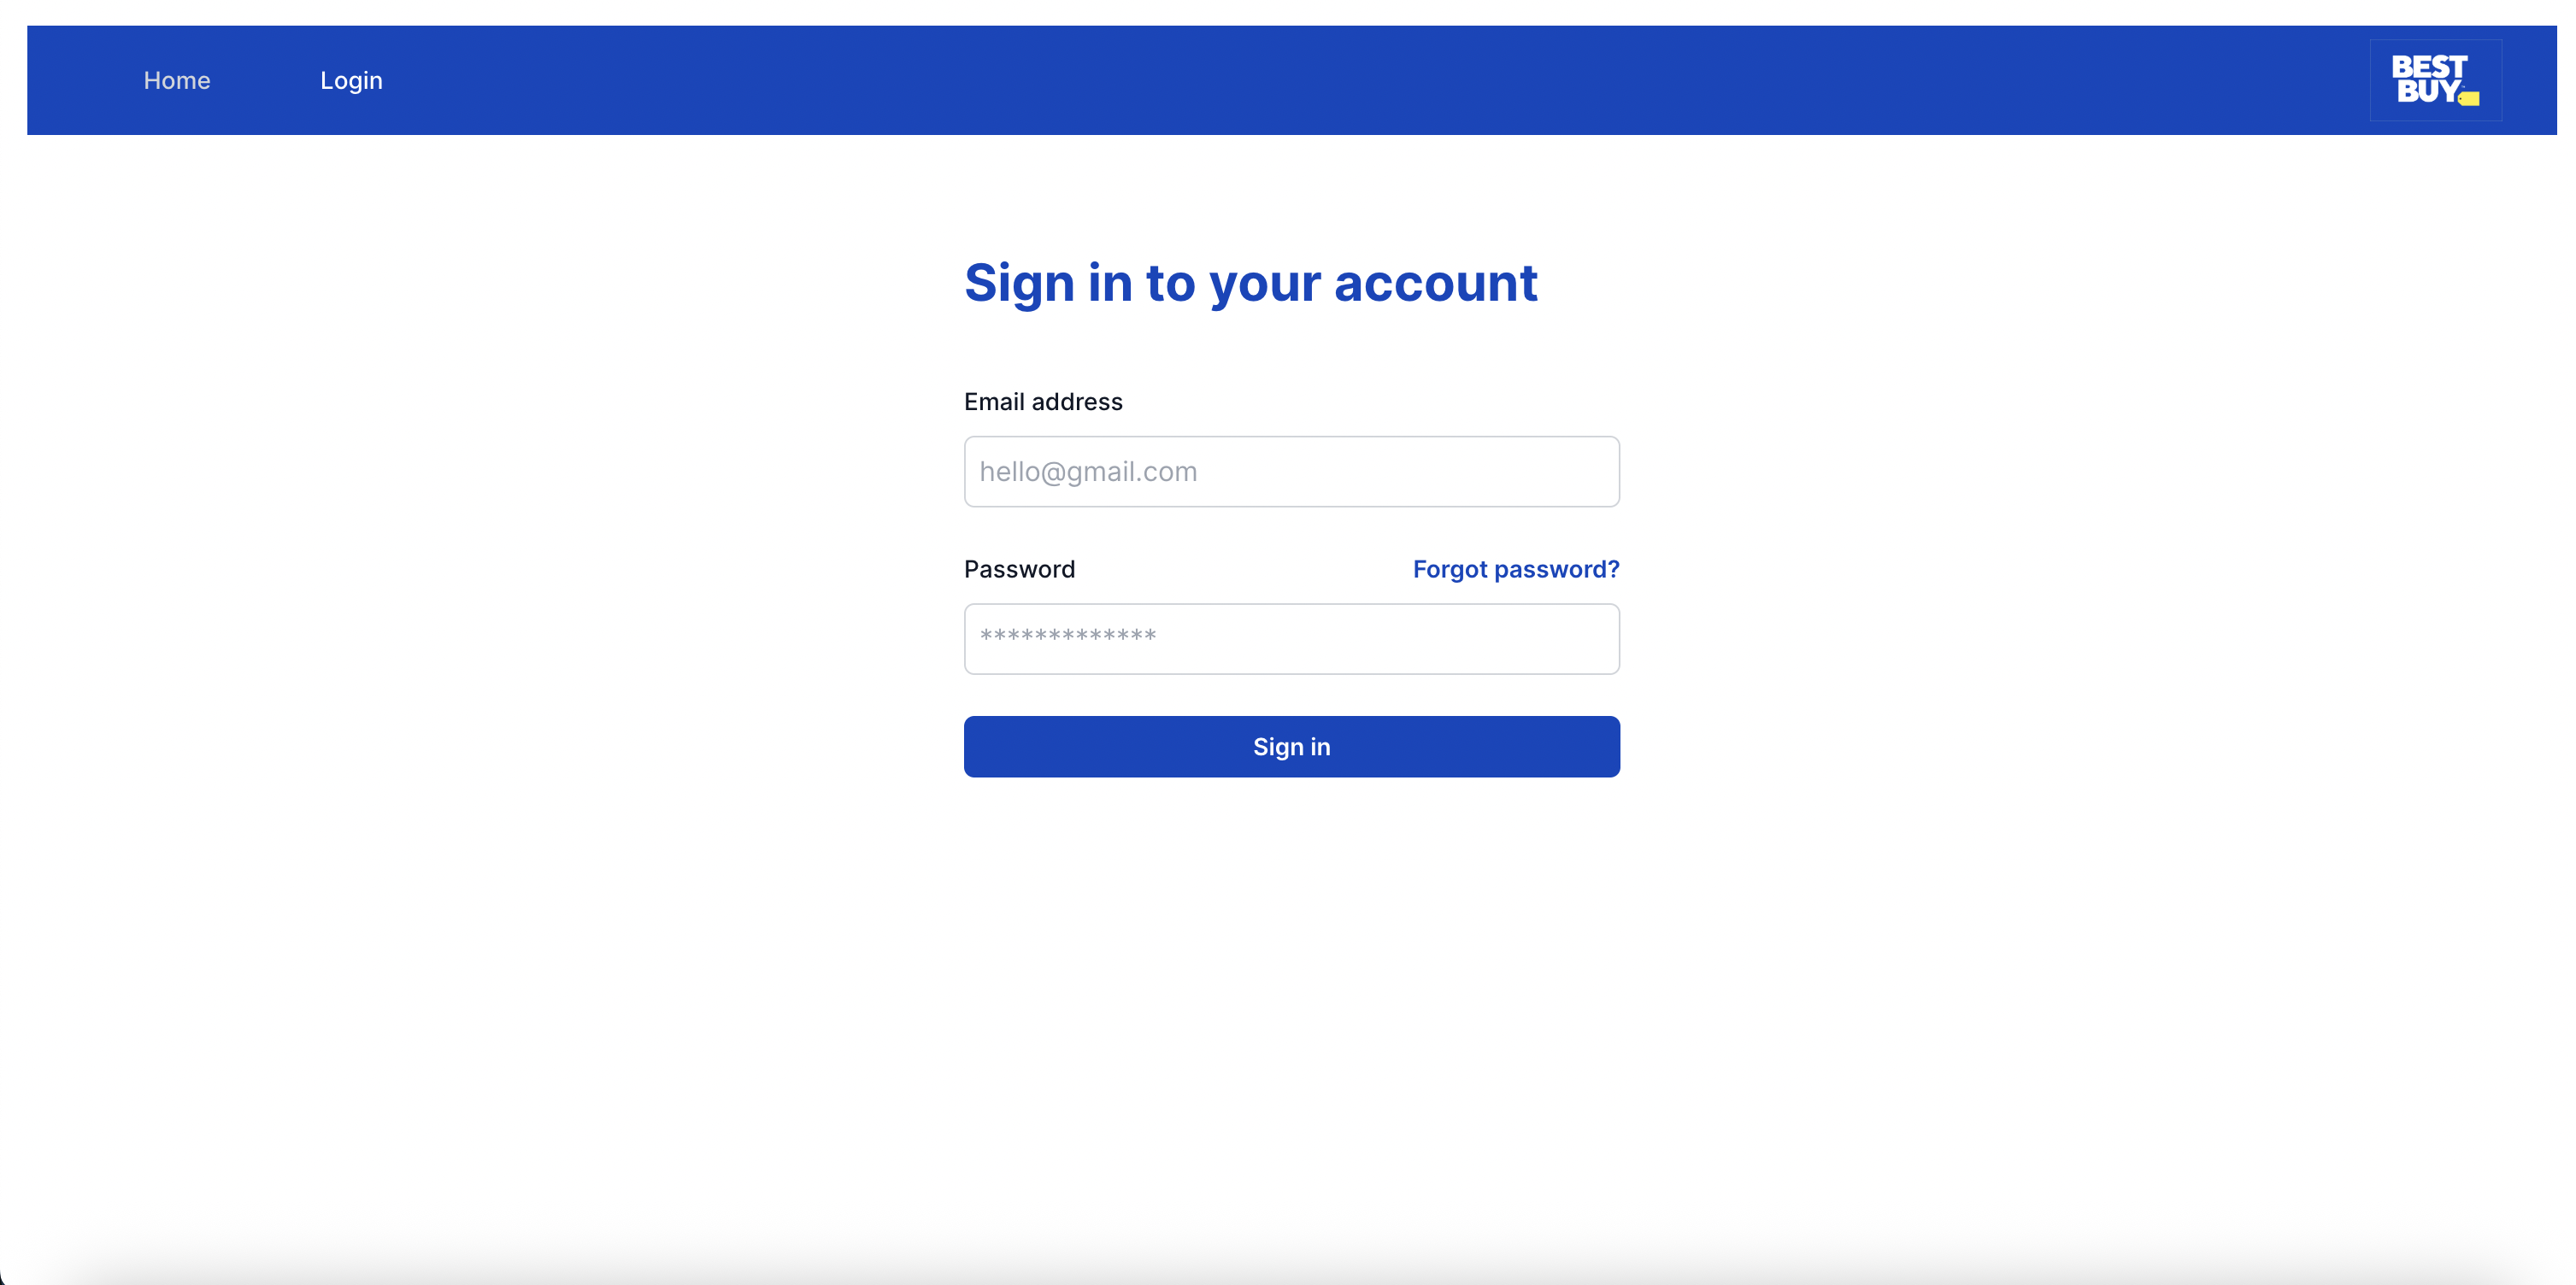 Home Login
BEST
BUY
Sign in to your account
Email address
hello@gmail.com
Password Forgot password?
*************
Sign in